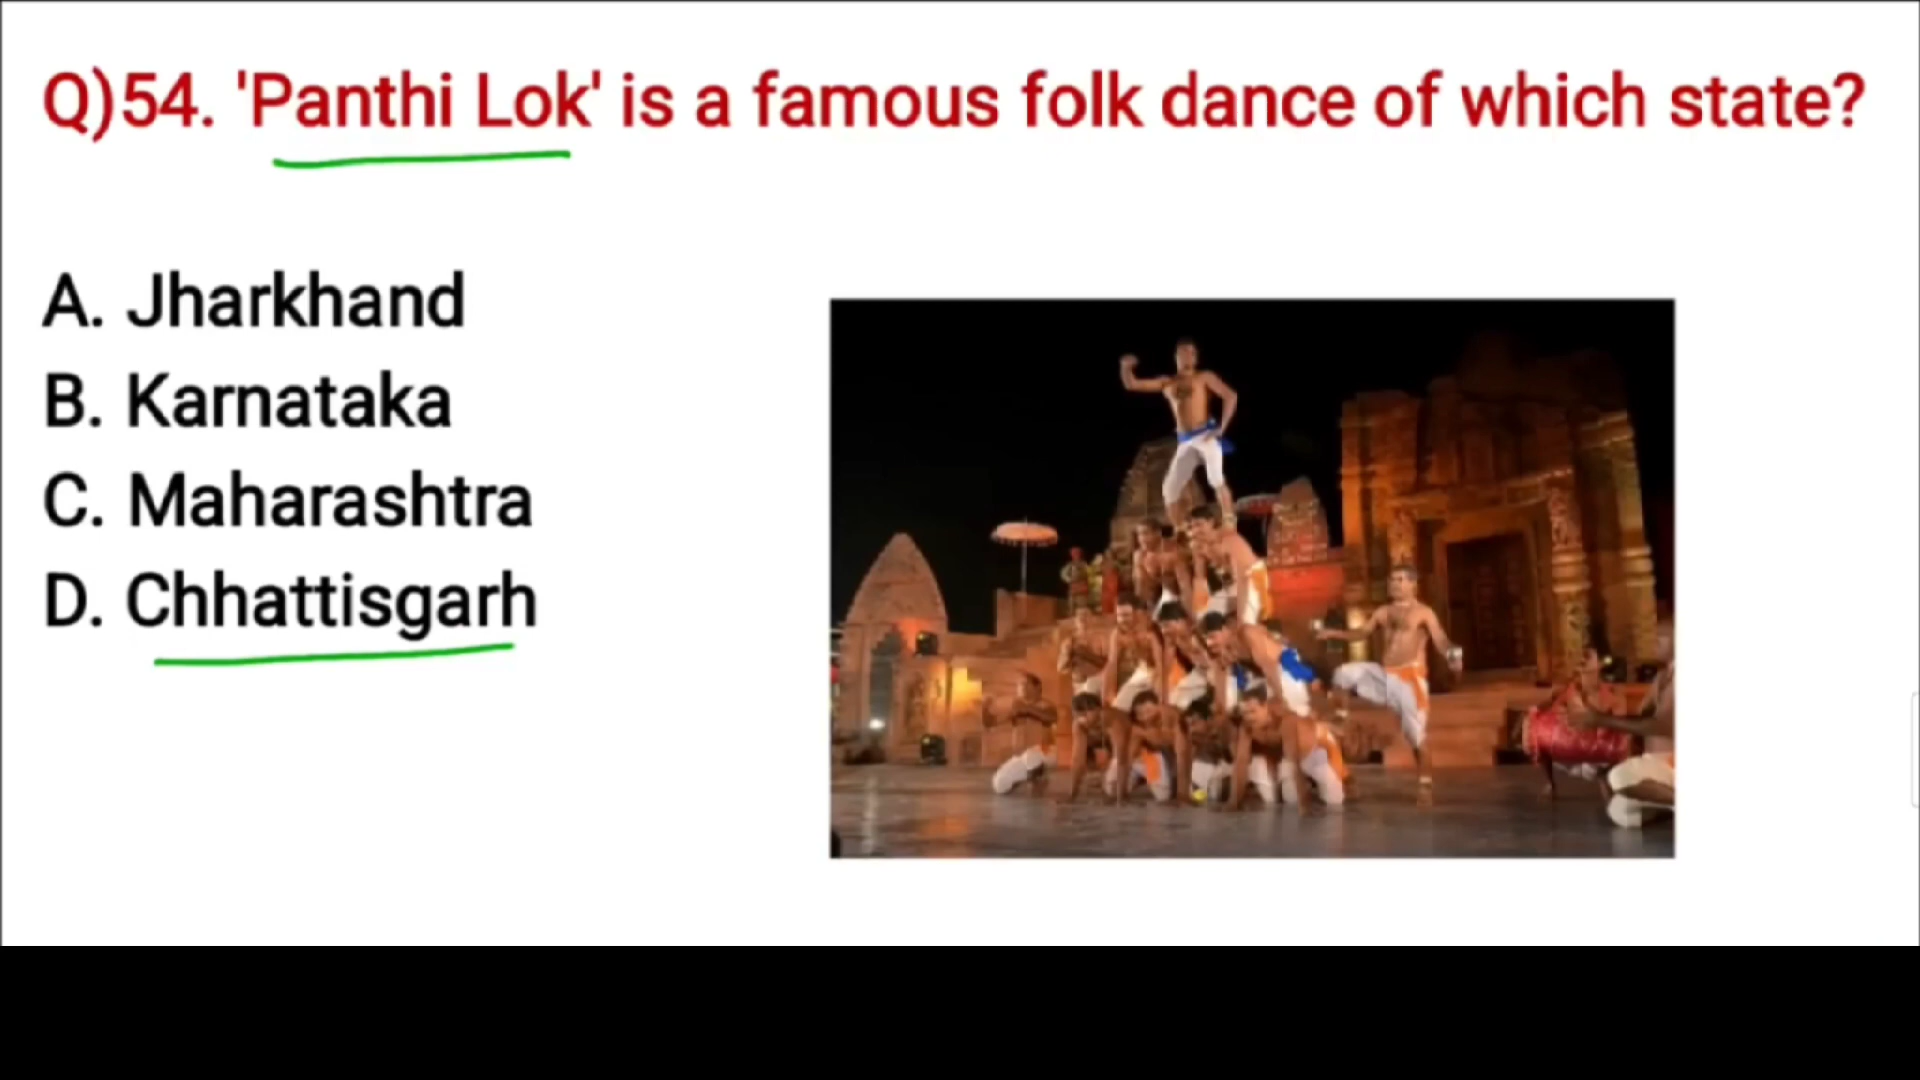 Q)54. 'Panthi Lok' is a famous folk dance of which state?
A. Jharkhand
B. Karnataka
C. Maharashtra
D. Chhattisgarh